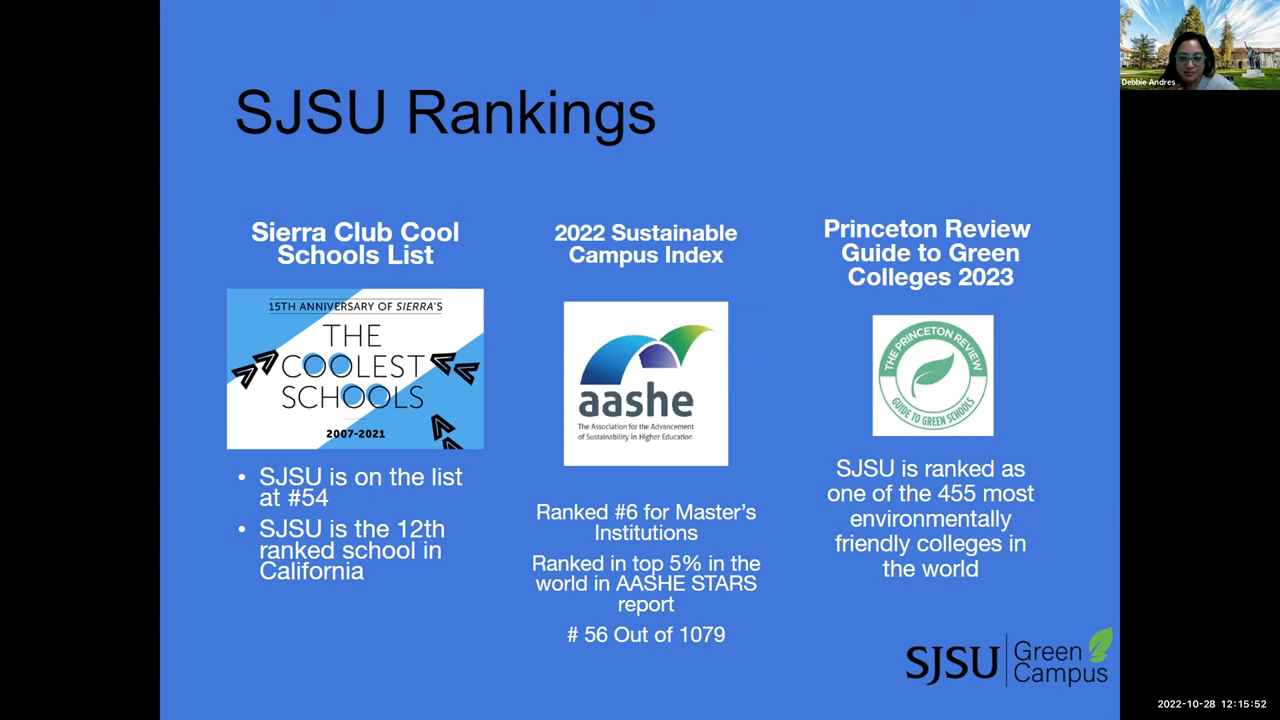 SJSU Rankings
Debbie Andres
Sierra Club Cool
Schools List
15TH ANNIVERSARY OF SIERRA'S
THE
COOLEST
SCHOOLS
2007-2021
• SJSU is on the list
at #54
• SJSU is the 12th
ranked school in
California
2022 Sustainable
Campus Index
aashe
The Association for the Advancement
of Sustainability in Higher Education
Ranked #6 for Master's
Institutions
Ranked in top 5% in the
world in AASHE STARS
report
# 56 Out of 1079
Princeton Review
Guide to Green
Colleges 2023
THE PRINCETON REVIEW
GUIDE TO GREEN SCHOOLS
SJSU is ranked as
one of the 455 most
environmentally
friendly colleges in
the world
SJSU Green
Campus
2022-10-28 12:15:52